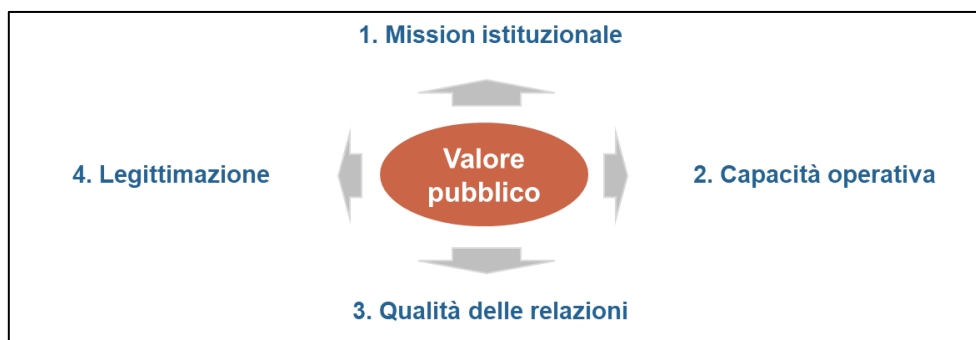 1. Mission istituzionale
4. Legittimazione
Valore
pubblico
2. Capacità operativa
3. Qualità delle relazioni